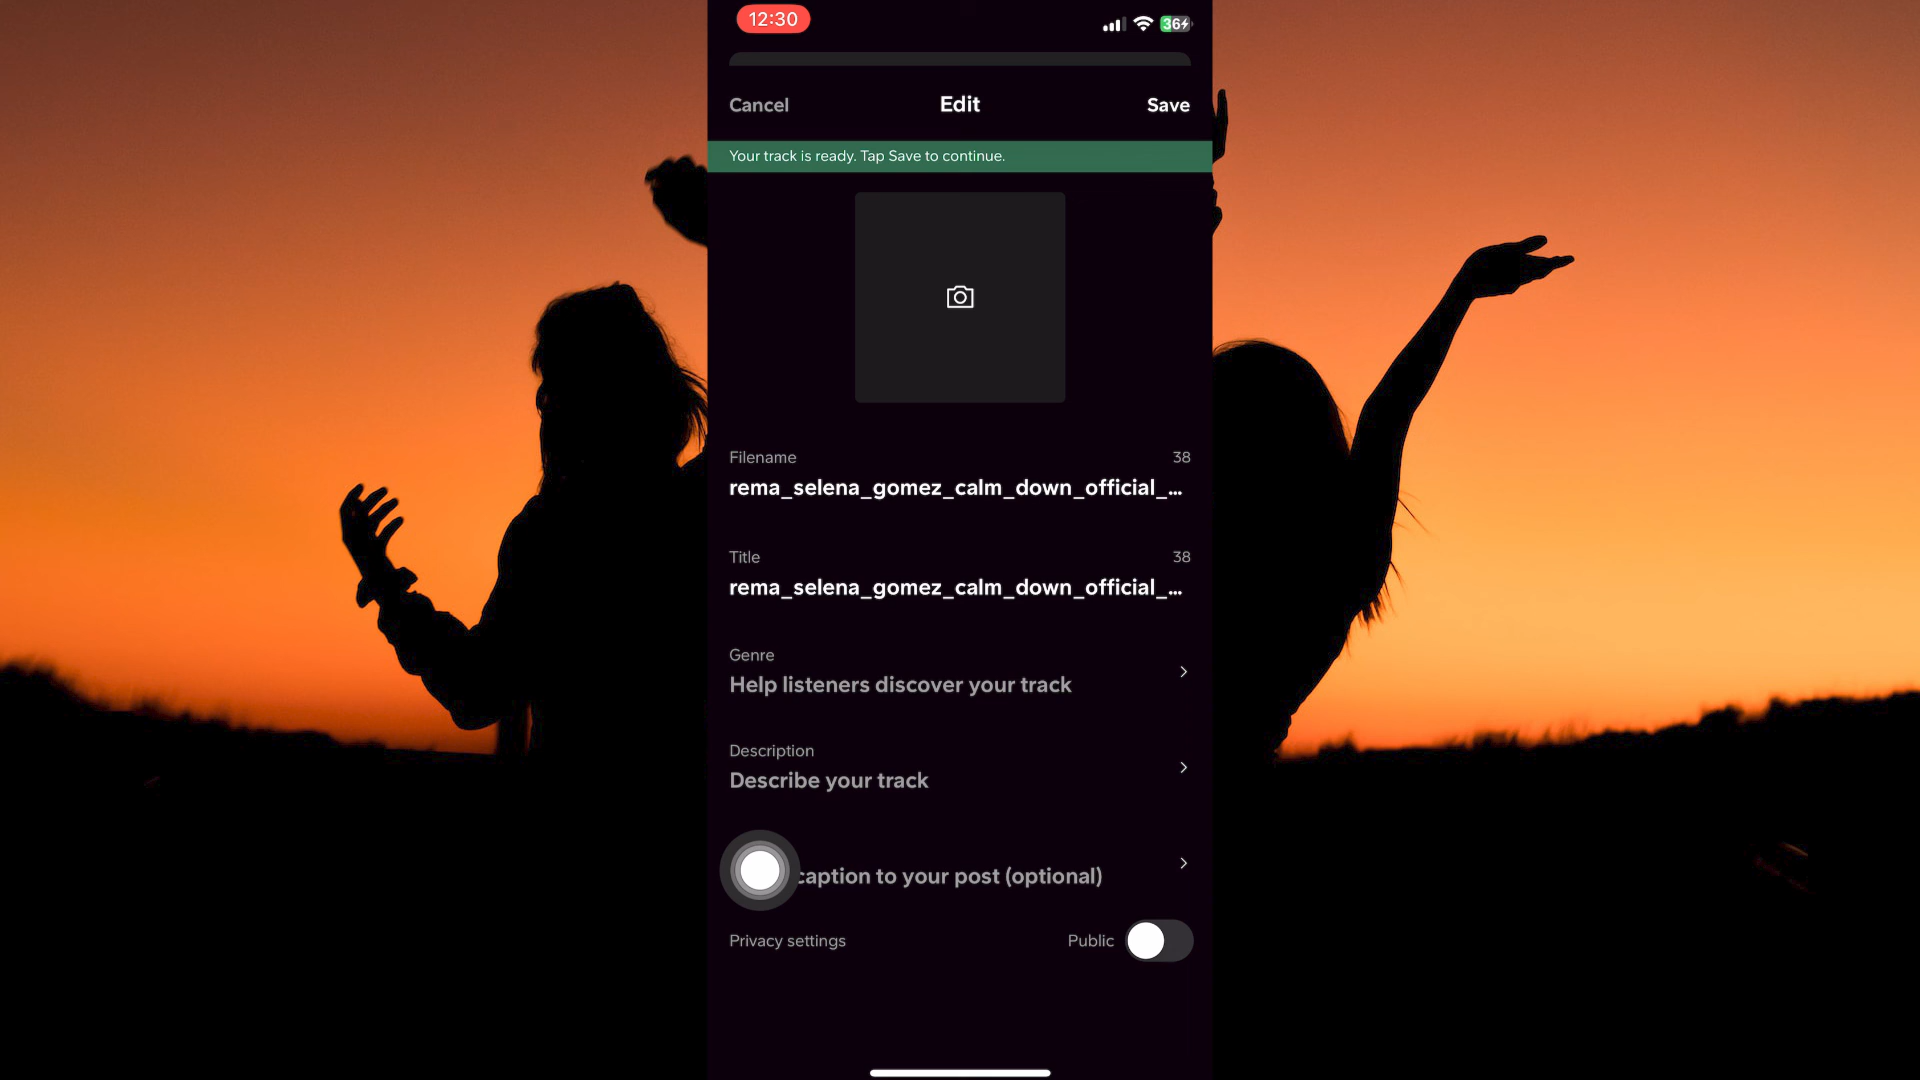 12:30
36
Cancel
Edit
Save
Your track is ready. Tap Save to continue.
Filename
38
rema_selena_gomez_calm_down_official_...
Title
38
rema_selena_gomez_calm_down_official_...
Genre
Help listeners discover your track
Description
Describe your track
caption to your post (optional)
Privacy settings
Public